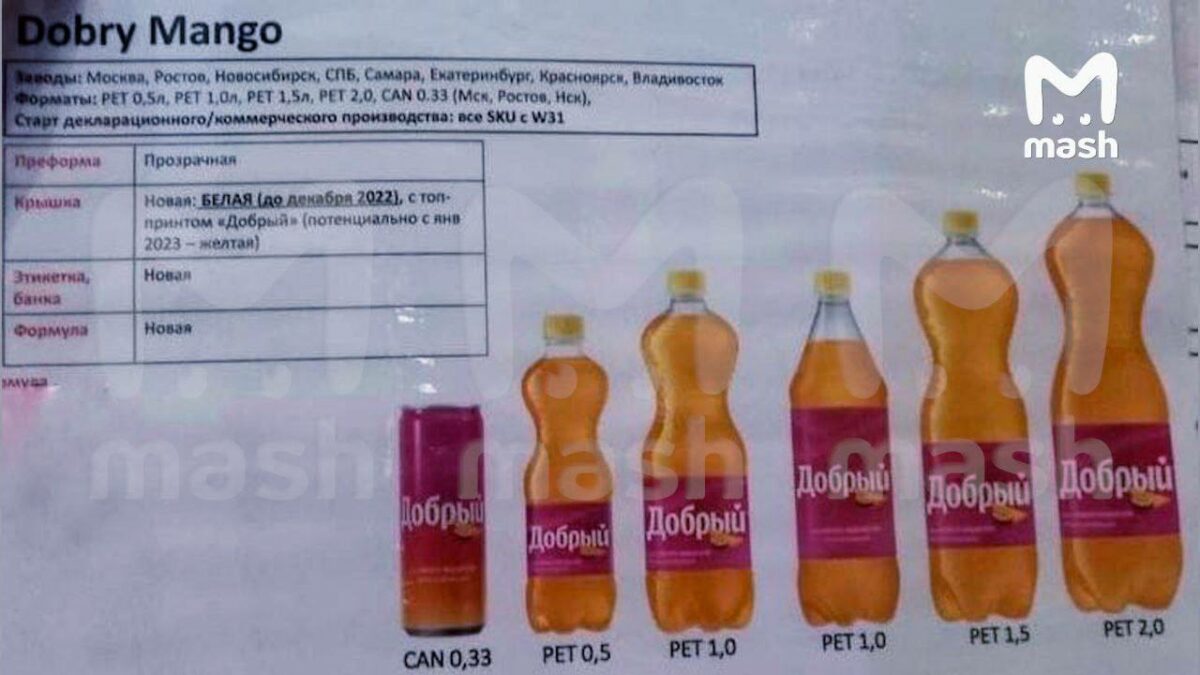 Dobry Mango
mash
Заводы: Москва, Ростов, Новосибирск, СПБ, Самара, Екатеринбург, Красноярск, Владивосток
Форматы: PET 0,5л, PET 1,0л, PET 1,5л, PET 2,0, CAN 0.33 (Мск, Ростов, Нск),
Старт декларационного/коммерческого производства: все SKU с W31
Преформа Прозрачная
Крышка Новая: БЕЛАЯ (до декабря 2022), с топ-
принтом «Добрый» (потенциально с янв
2023 – желтая)
Этикетка, Новая
банка
Формула Новая
mash mash mash
Добрый Добрый Добрый Добрый Добрый Добрый
CAN 0,33 PET 0,5 PET 1,0 PET 1,0 PET 1,5 PET 2,0